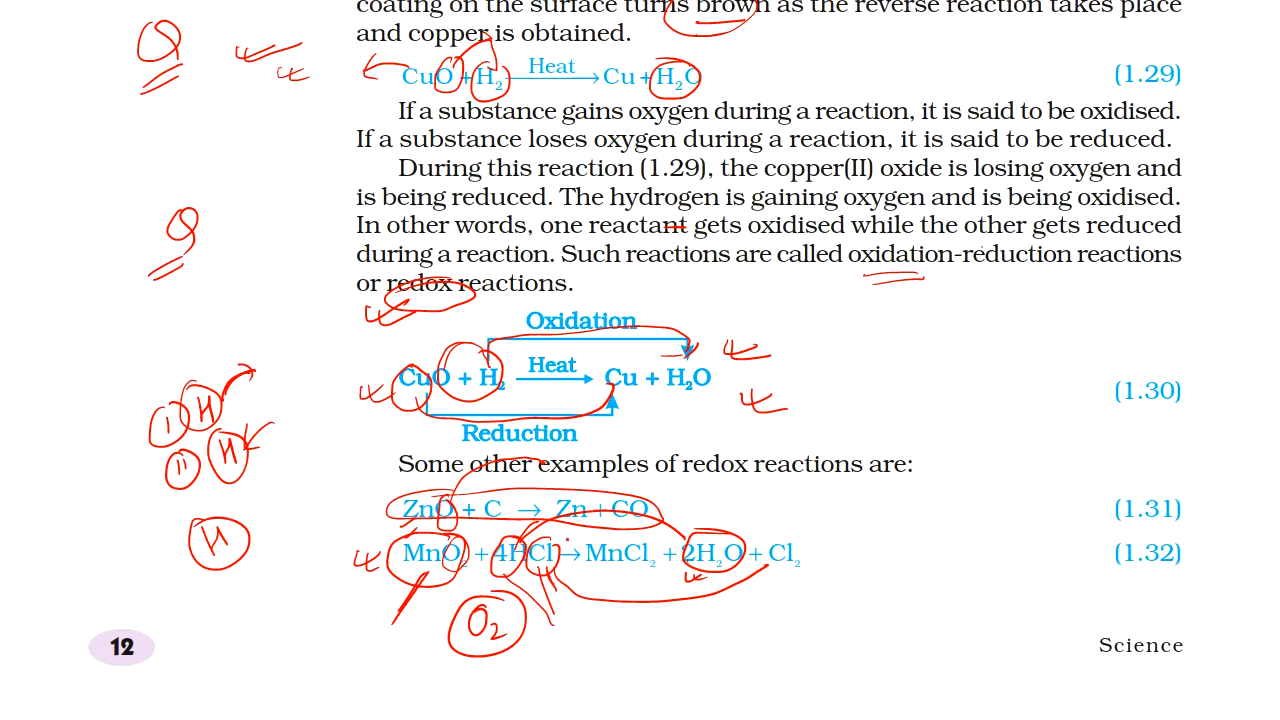 coating on the surface turns brown as the reverse reaction takes place
and copper is obtained.
CuO + H₂ Heat → Cu + H₂O (1.29)
If a substance gains oxygen during a reaction, it is said to be oxidised.
If a substance loses oxygen during a reaction, it is said to be reduced.
During this reaction (1.29), the copper(II) oxide is losing oxygen and
is being reduced. The hydrogen is gaining oxygen and is being oxidised.
In other words, one reactant gets oxidised while the other gets reduced
during a reaction. Such reactions are called oxidation-reduction reactions
or redox reactions.
Oxidation
CuO + H₂ Heat → Cu + H₂O (1.30)
Reduction
I H
II H
H
Some other examples of redox reactions are:
ZnO + C → Zn + CO (1.31)
MnO₂ + 4HCl → MnCl₂ + 2H₂O + Cl₂ (1.32)
O₂
12 Science